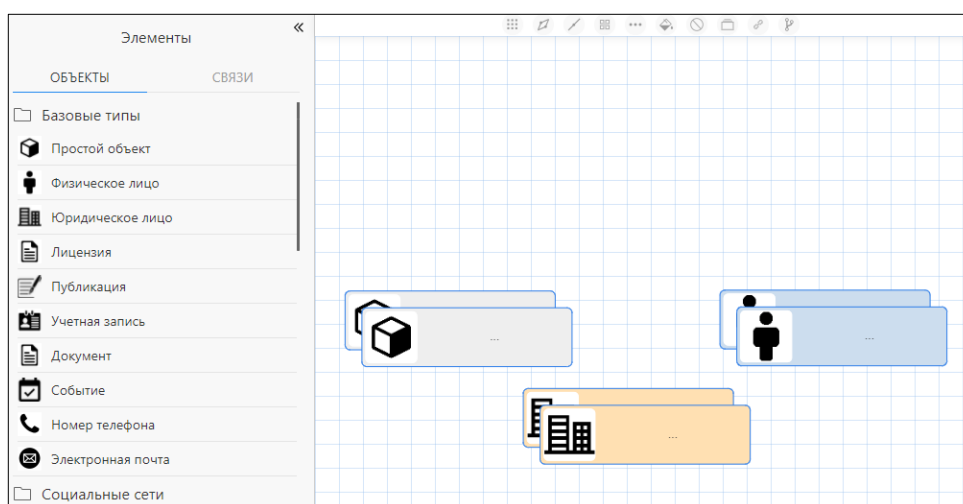 Элементы
«
ОБЪЕКТЫ СВЯЗИ
Базовые типы
Простой объект
Физическое лицо
Юридическое лицо
Лицензия
Публикация
Учетная запись
Документ
Событие
Номер телефона
Электронная почта
Социальные сети
...
...
...